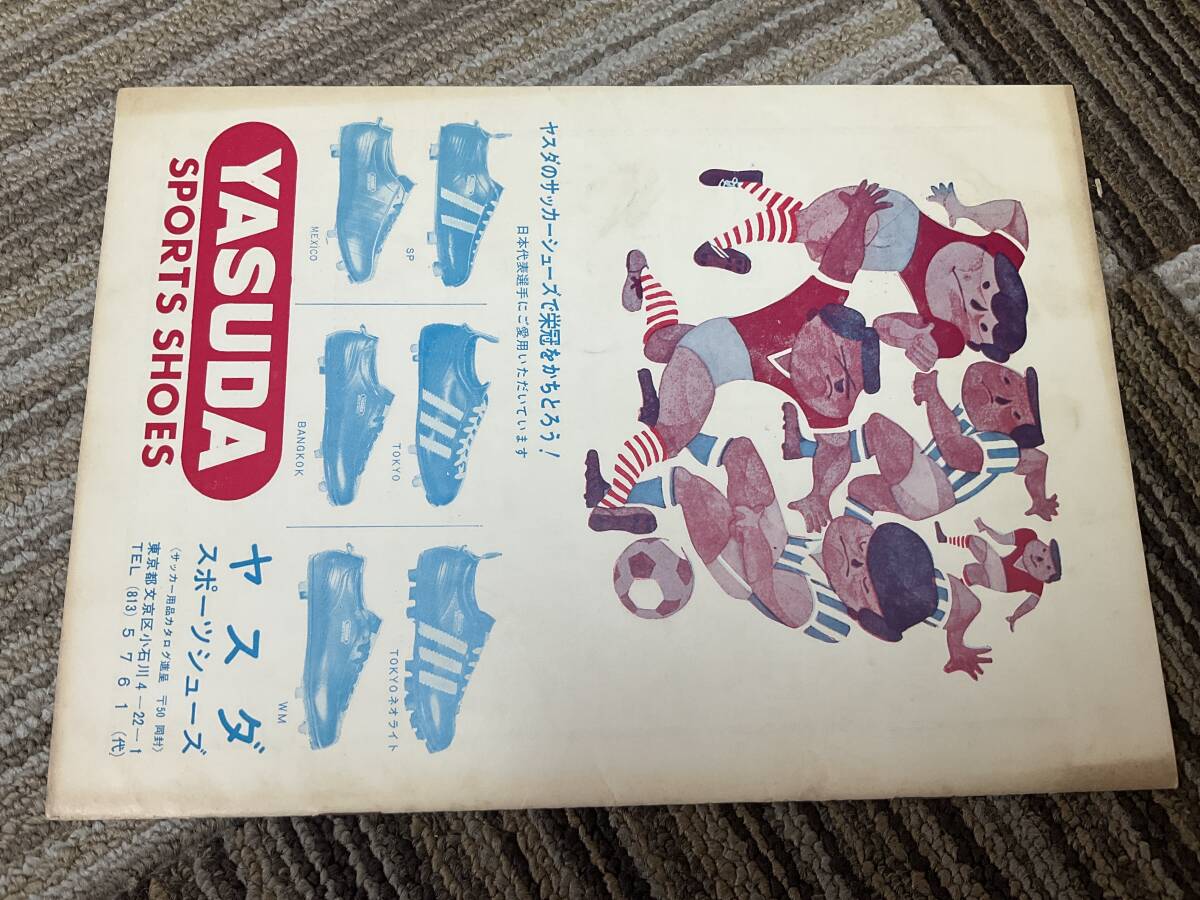 ヤスダのサッカーシューズで栄冠をかちとろう!
日本代表選手にご愛用いただいています
SP
TOKYO
TOKYOネオライト
MEXICO
BANGKOK
WM
YASUDA
SPORTS SHOES
ヤスダ
スポーツシューズ
(サッカー用品カタログ進呈 〒50 同封)
東京都文京区小石川4-22-1
TEL (813) 5761 (代)